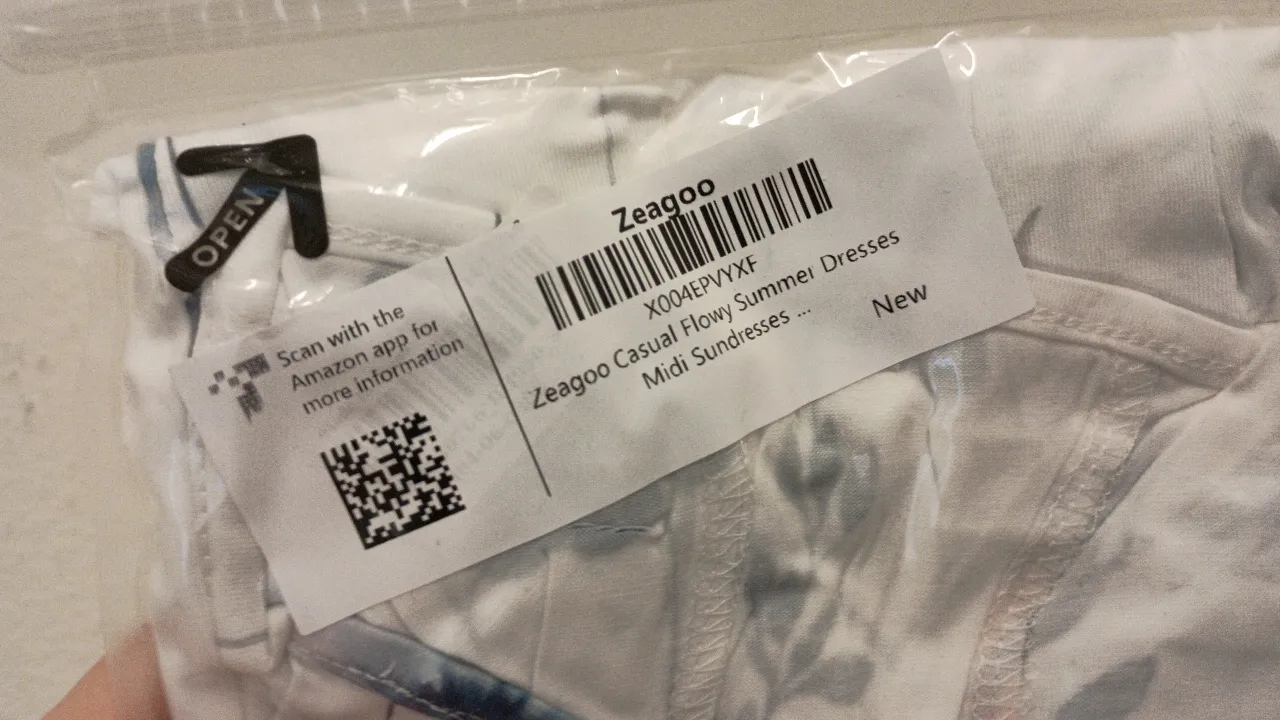 OPEN
Zeagoo
X004EPVYXF
Zeagoo Casual Flowy Summer Dresses
Midi Sundresses ...
New
Scan with the
Amazon app for
more information